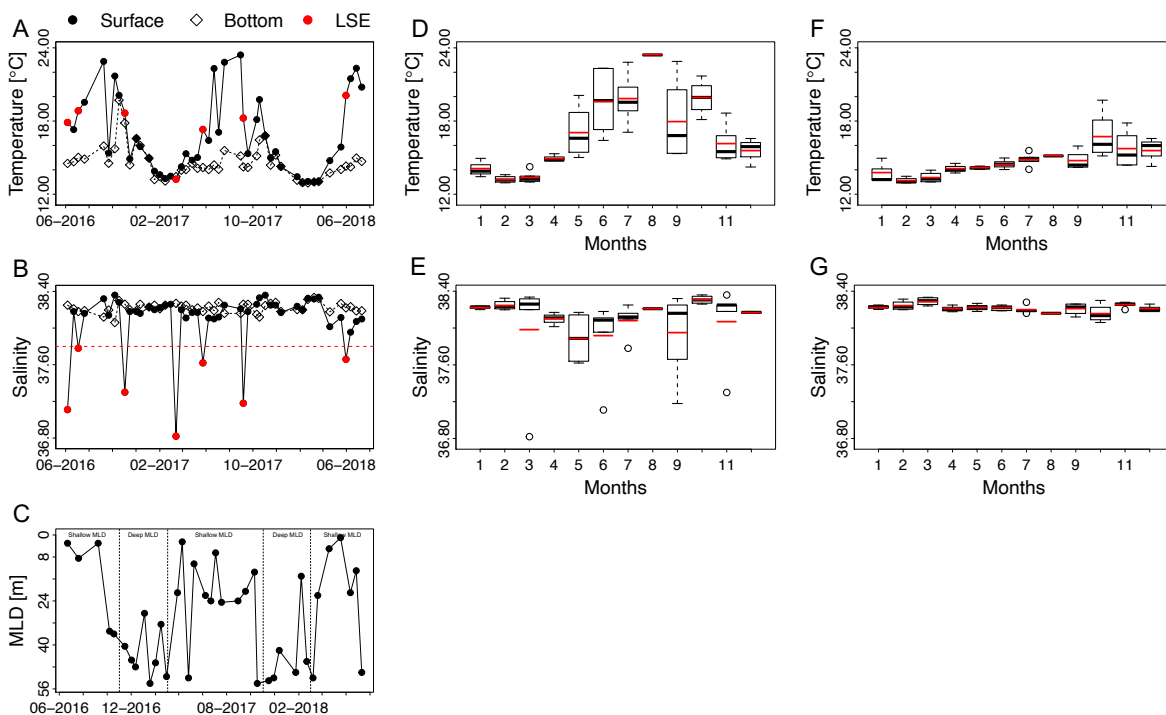 Surface Bottom LSE
A
Temperature [°C]
12.00 18.00 24.00
06–2016 02–2017 10–2017 06–2018
B
Salinity
36.80 37.60 38.40
06–2016 02–2017 10–2017 06–2018
C
Shallow MLD Deep MLD Shallow MLD Deep MLD Shallow MLD
MLD [m]
0 8 24 40 56
06–2016 12–2016 08–2017 02–2018
D
Temperature [°C]
12.00 18.00 24.00
1 2 3 4 5 6 7 8 9 11
Months
E
Salinity
36.80 37.60 38.40
1 2 3 4 5 6 7 8 9 11
Months
F
Temperature [°C]
12.00 18.00 24.00
1 2 3 4 5 6 7 8 9 11
Months
G
Salinity
36.80 37.60 38.40
1 2 3 4 5 6 7 8 9 11
Months